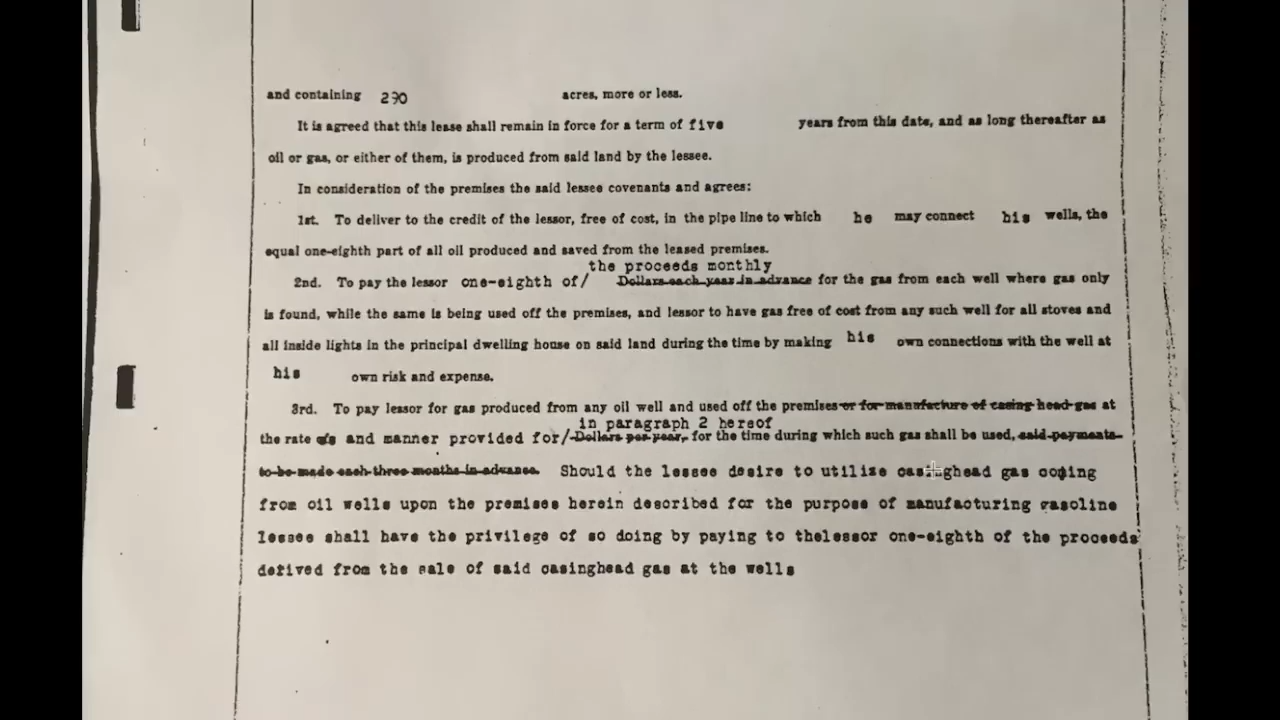 and containing 290 acres, more or less.
It is agreed that this lease shall remain in force for a term of five years from this date, and as long thereafter as
oil or gas, or either of them, is produced from said land by the lessee.
In consideration of the premises the said lessee covenants and agrees:
1st. To deliver to the credit of the lessor, free of cost, in the pipe line to which he may connect his wells, the
equal one-eighth part of all oil produced and saved from the leased premises.
the proceeds monthly
2nd. To pay the lessor one-eighth of/ Dollars each year in advance for the gas from each well where gas only
is found, while the same is being used off the premises, and lessor to have gas free of cost from any such well for all stoves and
all inside lights in the principal dwelling house on said land during the time by making his own connections with the well at
his own risk and expense.
3rd. To pay lessor for gas produced from any oil well and used off the premises or for manufacture of casing head gas at
in paragraph 2 hereof
the rate and manner provided for/ Dollars per year, for the time during which such gas shall be used, said payments
to be made each three months in advance. Should the lessee desire to utilize casinghead gas coming
from oil wells upon the premises herein described for the purpose of manufacturing gasoline
lessee shall have the privilege of so doing by paying to thelessor one-eighth of the proceeds
derived from the sale of said casinghead gas at the wells